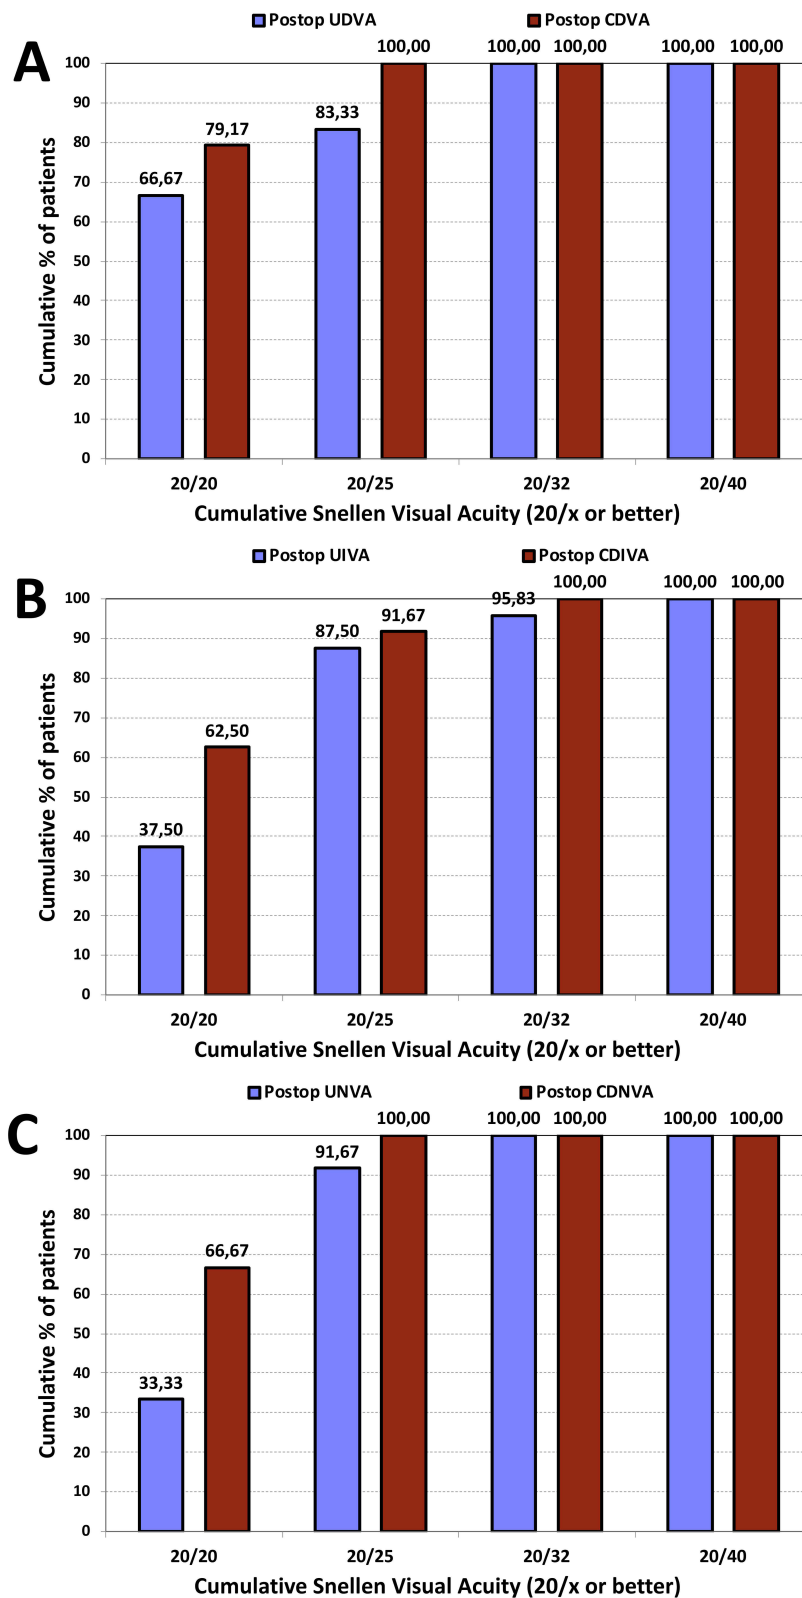 Postop UDVA Postop CDVA
A
100,00 100,00 100,00 100,00 100,00
83,33
79,17
66,67
100
90
80
70
60
50
40
30
20
10
0
Cumulative % of patients
20/20 20/25 20/32 20/40
Cumulative Snellen Visual Acuity (20/x or better)
Postop UIVA Postop CDIVA
B
100,00 100,00 100,00
95,83
91,67
87,50
62,50
37,50
100
90
80
70
60
50
40
30
20
10
0
Cumulative % of patients
20/20 20/25 20/32 20/40
Cumulative Snellen Visual Acuity (20/x or better)
Postop UNVA Postop CDNVA
C
100,00 100,00 100,00 100,00 100,00
91,67
66,67
33,33
100
90
80
70
60
50
40
30
20
10
0
Cumulative % of patients
20/20 20/25 20/32 20/40
Cumulative Snellen Visual Acuity (20/x or better)